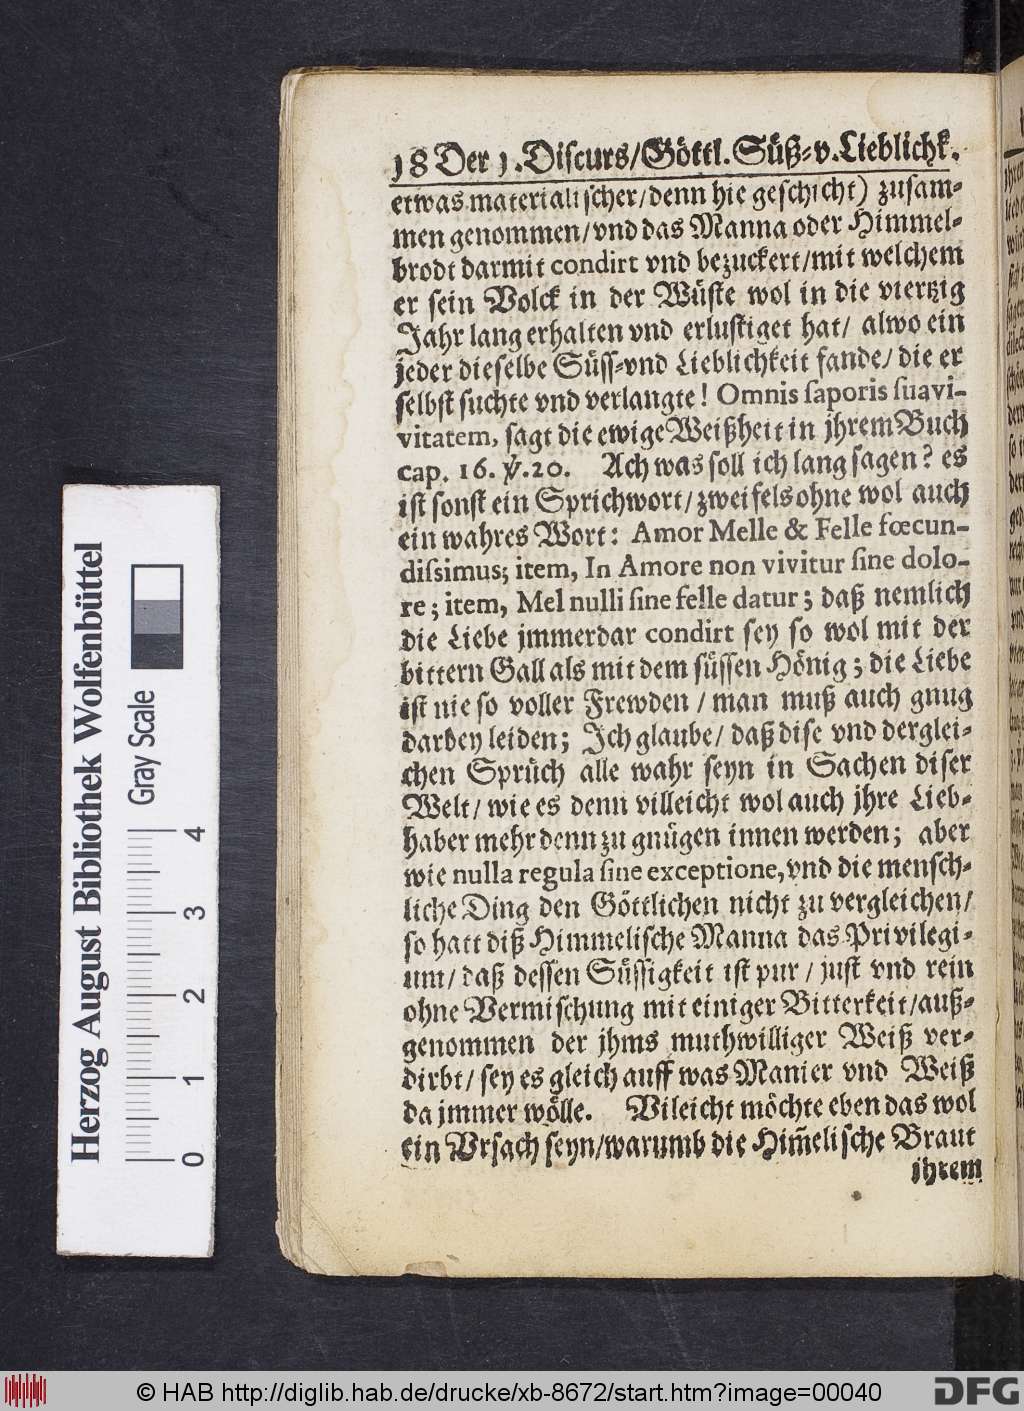 18 Der 1. Discurs/Göttl. Süß-v. Lieblichk.
etwas materialischer/denn hie geschicht) zusam-
men genommen/vnd das Manna oder Himmel-
brodt darmit condirt vnd bezuckert/mit welchem
er sein Volck in der Wüste wol in die viertzig
Jahr lang erhalten vnd erlustiget hat/ alwo ein
jeder dieselbe Süss-vnd Lieblichkeit fande/ die er
selbst suchte vnd verlangte! Omnis saporis suavi-
vitatem, sagt die ewige Weißheit in jhrem Buch
cap. 16. ℣.20. Ach was soll ich lang sagen? es
ist sonst ein Sprichwort/ zweifels ohne wol auch
ein wahres Wort: Amor Melle & Felle fœcun-
dissimus; item, In Amore non vivitur sine dolo-
re; item, Mel nulli sine felle datur; daß nemlich
die Liebe jmmerdar condirt sey so wol mit der
bittern Gall als mit dem süssen Hönig; die Liebe
ist nie so voller Frewden / man muß auch gnug
darbey leiden; Ich glaube/ daß dise vnd derglei-
chen Sprüch alle wahr seyn in Sachen diser
Welt/ wie es denn villeicht wol auch jhre Lieb-
haber mehr denn zu gnügen innen werden; aber
wie nulla regula sine exceptione, vnd die mensch-
liche Ding den Göttlichen nicht zu vergleichen/
so hatt diß Himmelische Manna das Privilegi-
um/ daß dessen Süssigkeit ist pur / just vnd rein
ohne Vermischung mit einiger Bitterkeit/auß-
genommen der jhms muthwilliger Weiß ver-
dirbt/ sey es gleich auff was Manier vnd Weiß
da jmmer wölle. Vileicht möchte eben das wol
ein Vrsach seyn/warumb die Him̃elische Braut
jhrem
Herzog August Bibliothek Wolfenbüttel
Gray Scale
0 1 2 3 4
© HAB http://diglib.hab.de/drucke/xb-8672/start.htm?image=00040
DFG